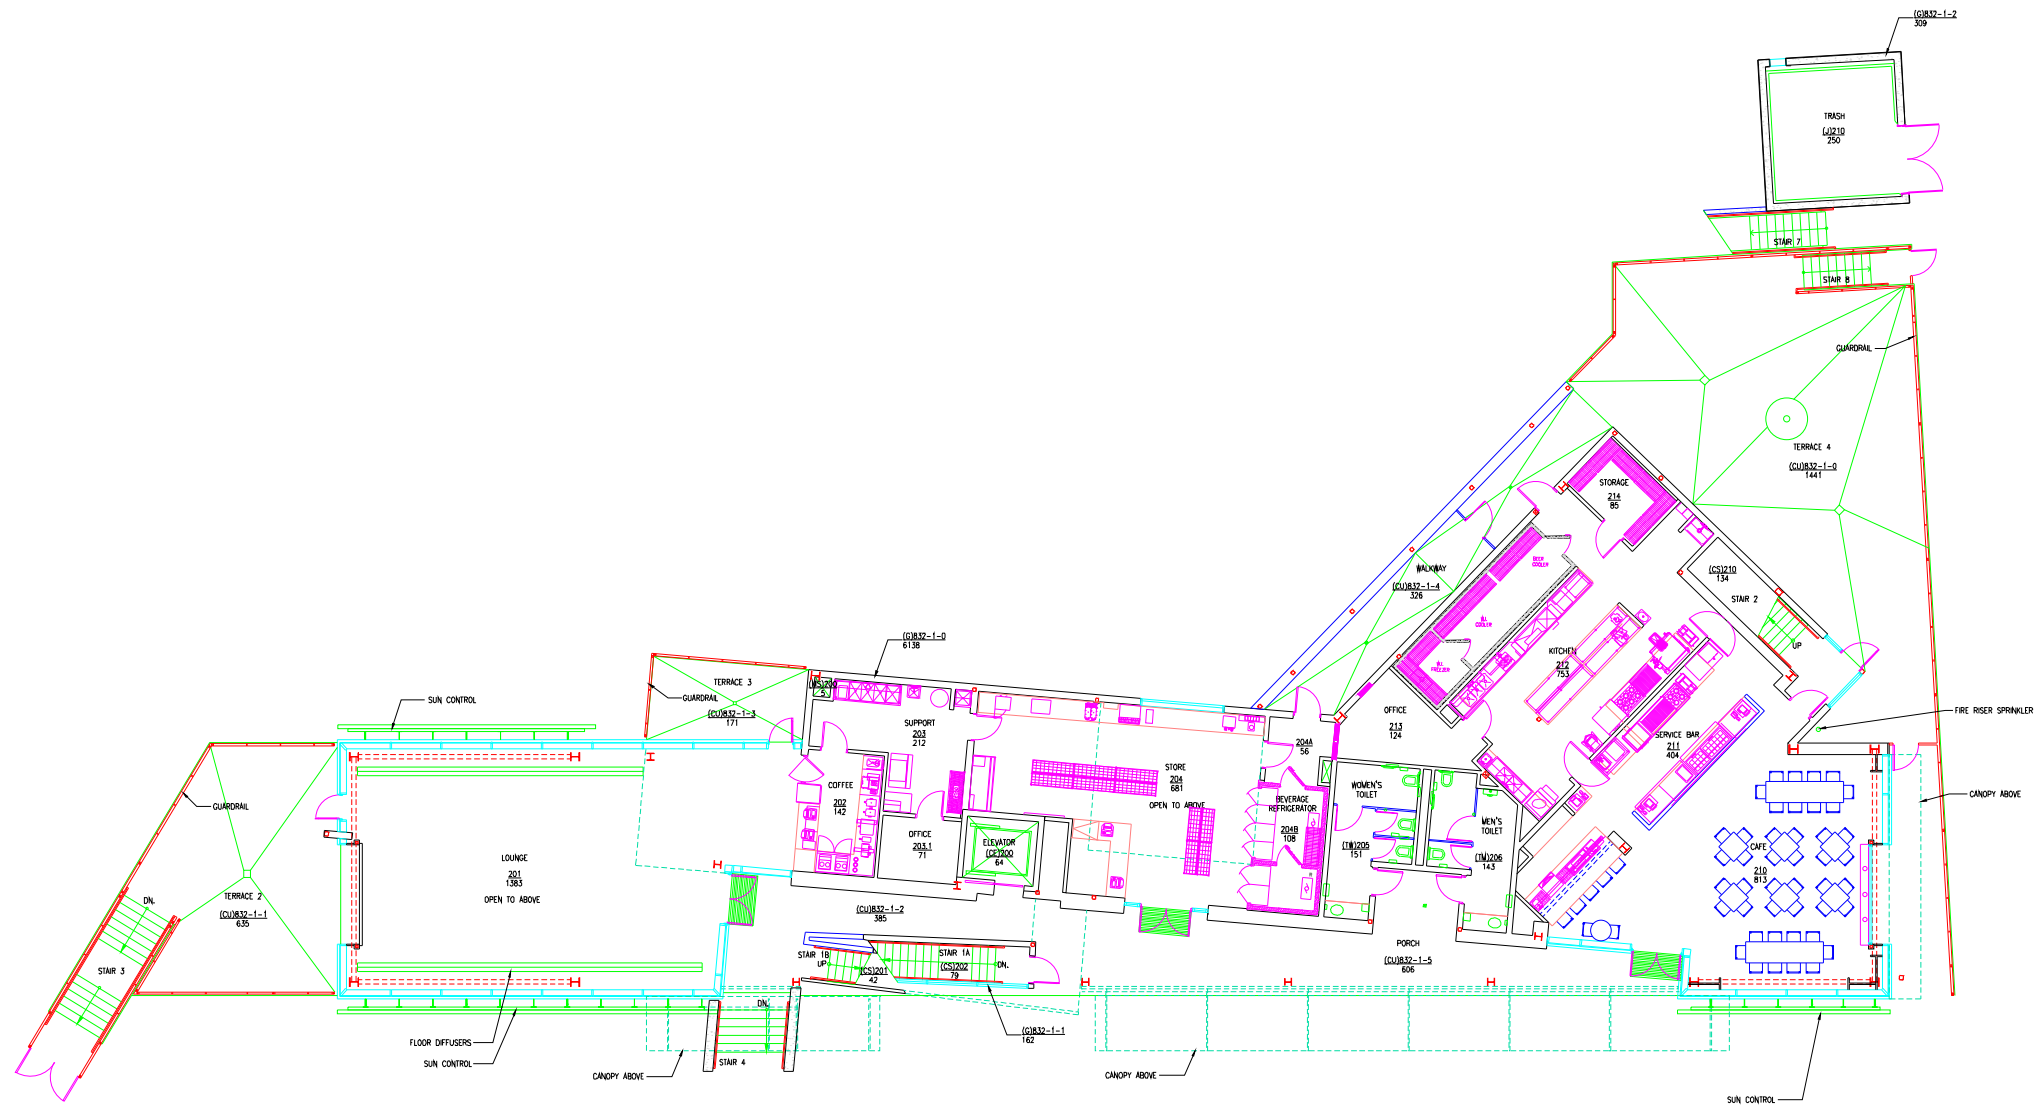 (G)832-1-2
309
TRASH
(J)210
250
STAIR 7
STAIR 8
GUARDRAIL
TERRACE 4
(CU)832-1-0
1441
STORAGE
214
85
BEER
COOLER
WALKWAY
(CU)832-1-4
326
W.I.
COOLER
W.I.
FREEZER
(CS)210
134
STAIR 2
UP
KITCHEN
212
753
(G)832-1-0
6138
TERRACE 3
(CU)832-1-3
171
GUARDRAIL
SUN CONTROL
(WS)200
5
SUPPORT
203
212
OFFICE
213
124
FIRE RISER SPRINKLER
SERVICE BAR
211
404
204A
56
STORE
204
681
OPEN TO ABOVE
COFFEE
202
142
WOMEN'S
TOILET
BEVERAGE
REFRIGERATOR
204B
108
MEN'S
TOILET
CANOPY ABOVE
GUARDRAIL
OFFICE
203.1
71
ELEVATOR
(CE)200
64
(TW)205
151
(TM)206
143
CAFE
210
813
LOUNGE
201
1383
OPEN TO ABOVE
DN.
TERRACE 2
(CU)832-1-1
635
(CU)832-1-2
385
STAIR 1B
UP
(CS)201
42
STAIR 1A
(CS)202
79
DN.
PORCH
(CU)832-1-5
606
STAIR 3
DN.
(G)832-1-1
162
FLOOR DIFFUSERS
SUN CONTROL
STAIR 4
CANOPY ABOVE
CANOPY ABOVE
SUN CONTROL